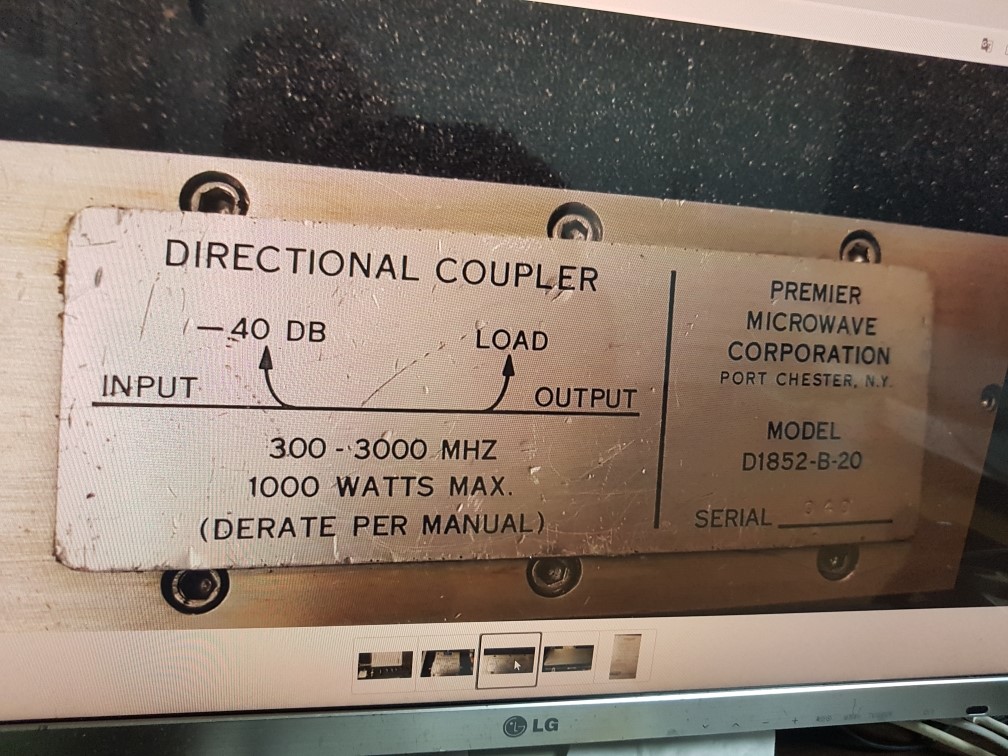 DIRECTIONAL COUPLER
—40 DB
LOAD
INPUT
OUTPUT
300 - 3000 MHZ
1000 WATTS MAX.
(DERATE PER MANUAL)
PREMIER
MICROWAVE
CORPORATION
PORT CHESTER, N.Y.
MODEL
D1852-B-20
SERIAL
LG